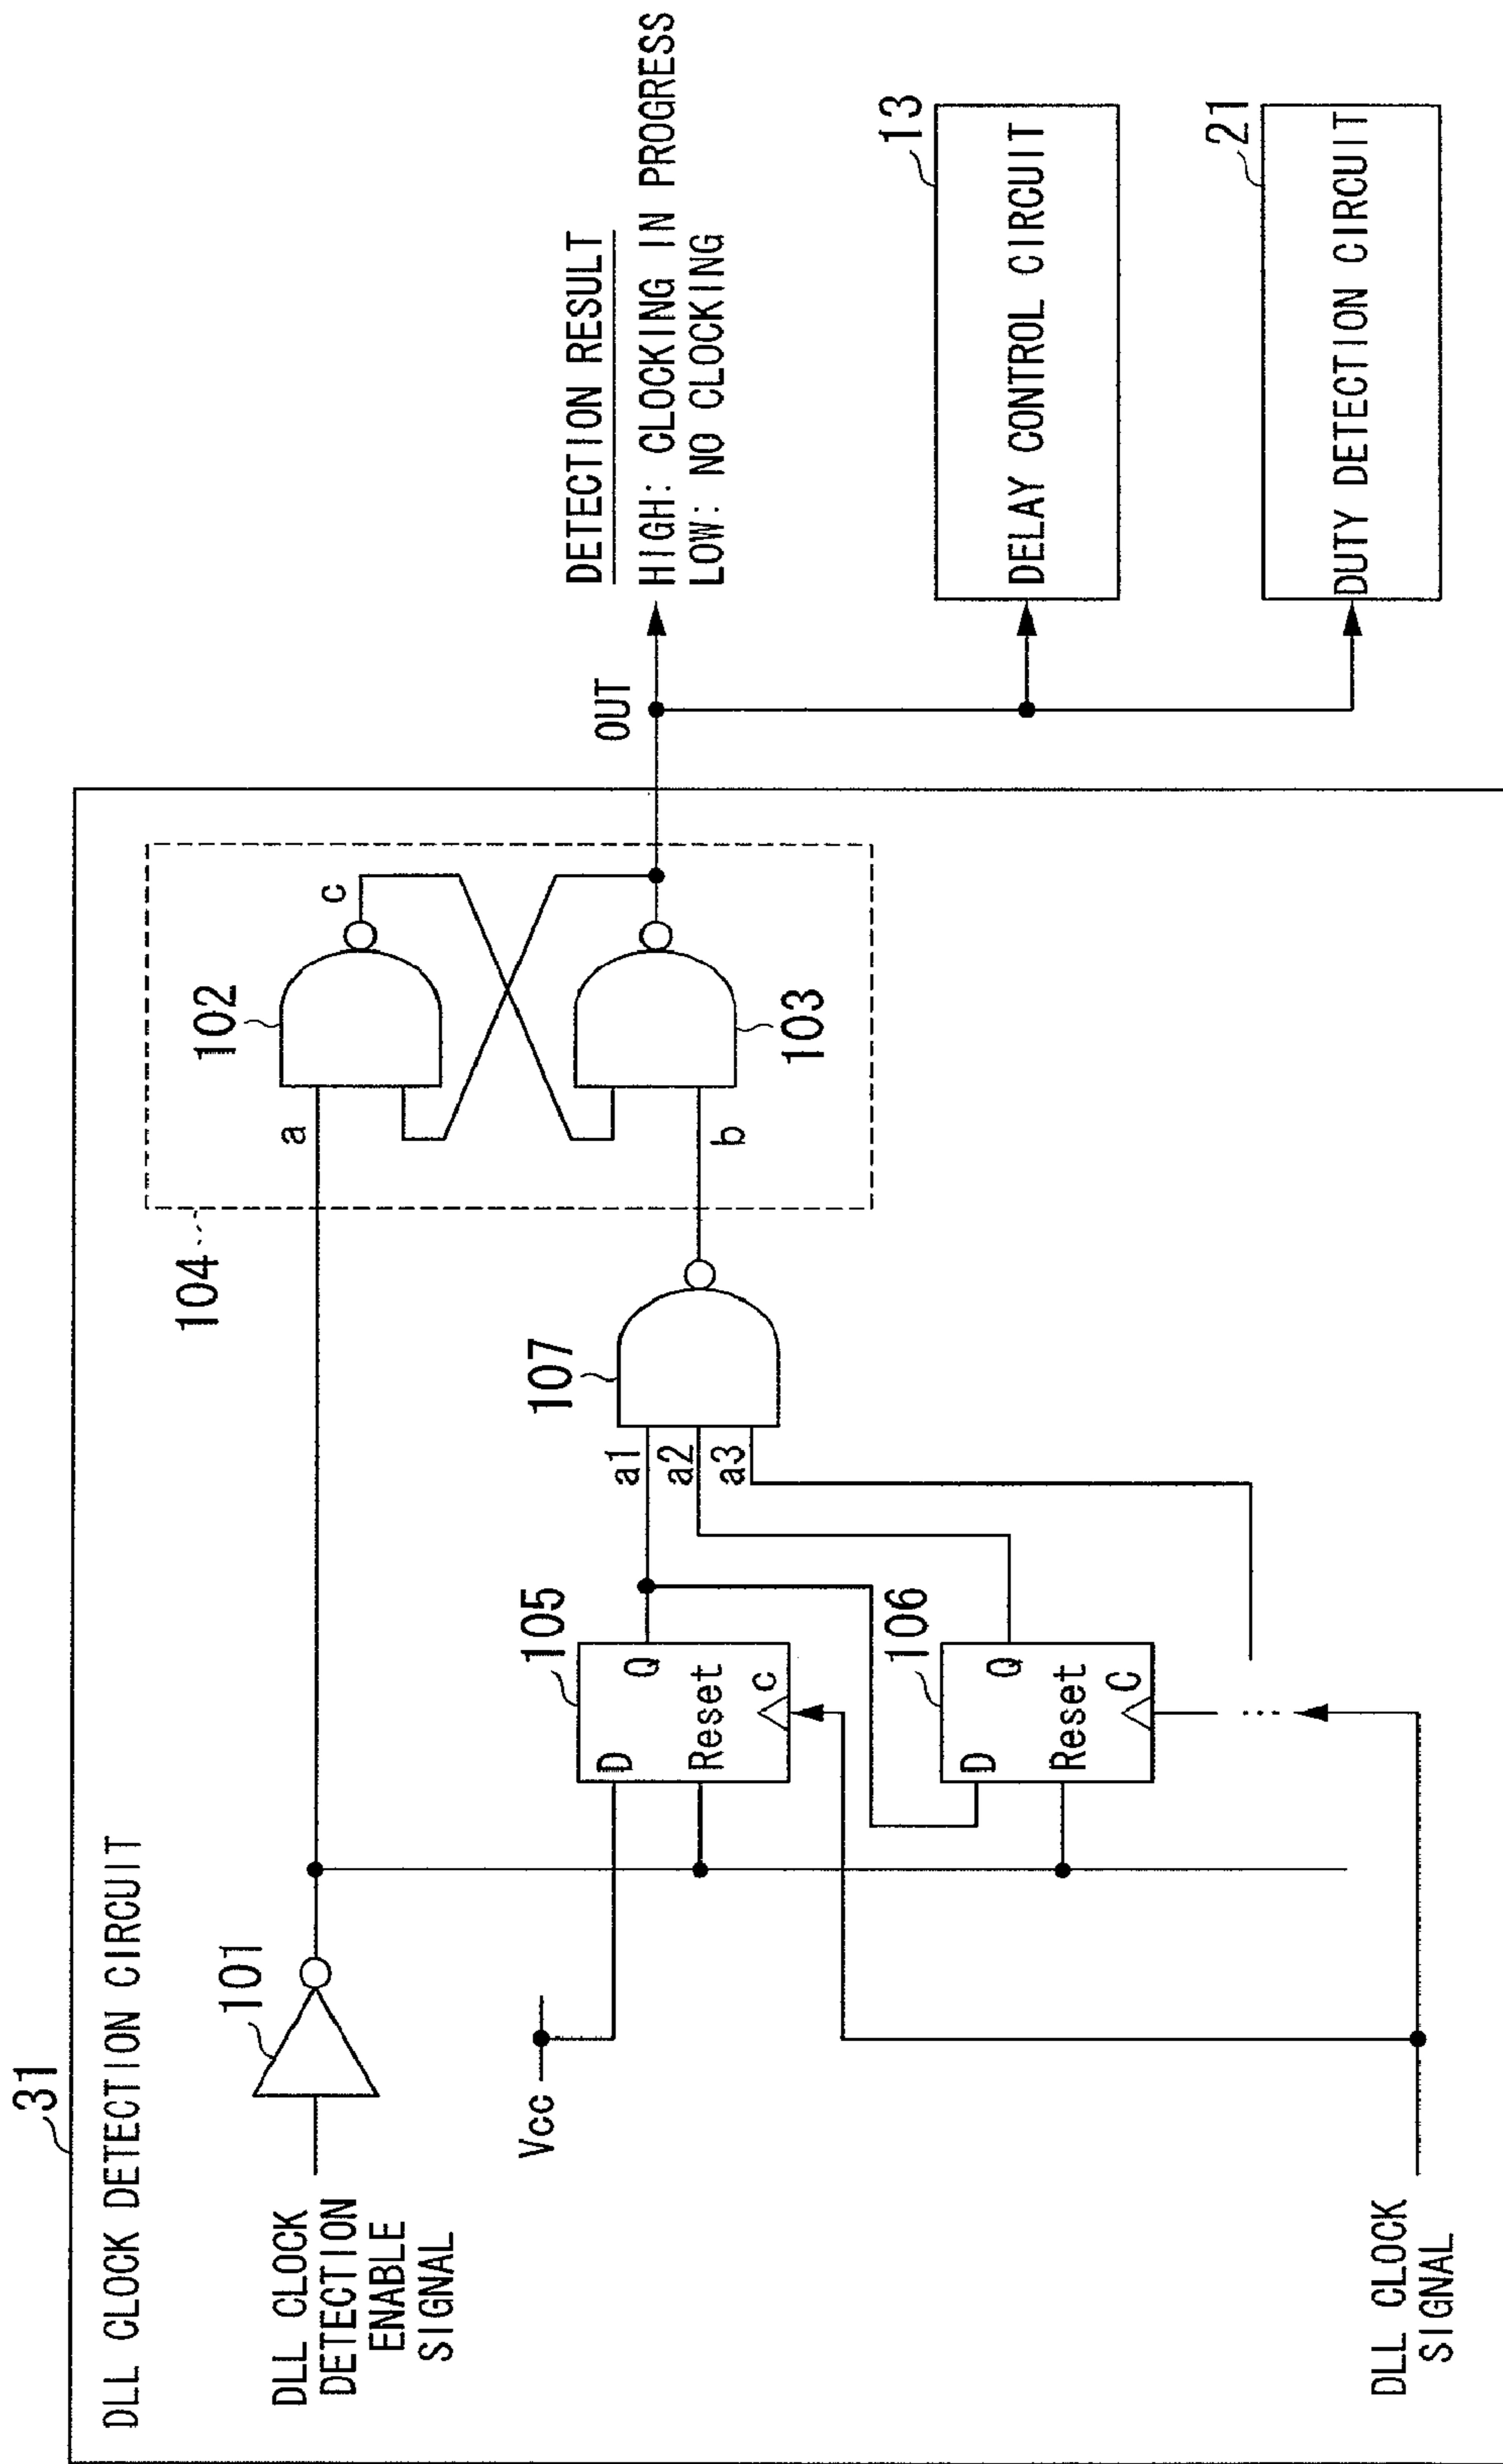 31
DLL CLOCK DETECTION CIRCUIT
DLL CLOCK
DETECTION
ENABLE
SIGNAL
101
104
a
102
c
103
b
OUT
DETECTION RESULT
HIGH: CLOCKING IN PROGRESS
LOW: NO CLOCKING
Vcc
105
D
Q
Reset
c
107
a1
a2
a3
106
D
Q
Reset
C
...
13
DELAY CONTROL CIRCUIT
21
DUTY DETECTION CIRCUIT
DLL CLOCK
SIGNAL